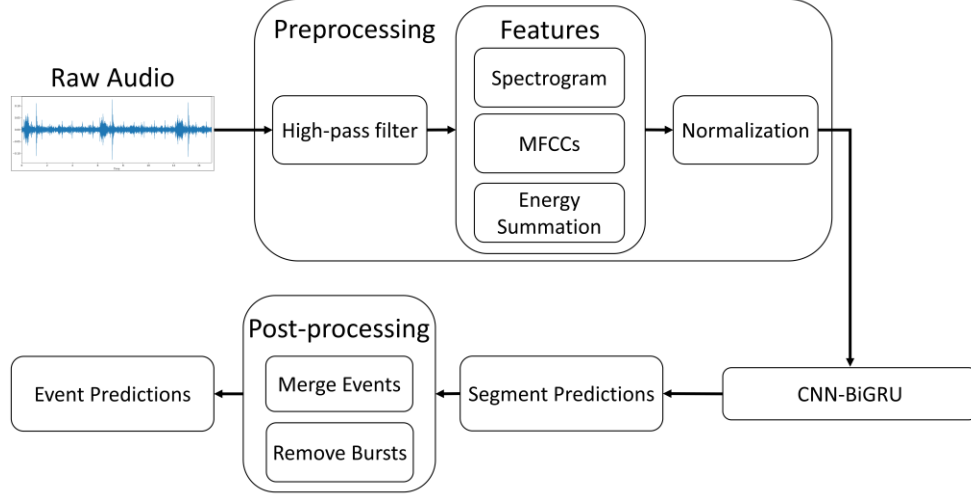 Raw Audio
Preprocessing
High-pass filter
Features
Spectrogram
MFCCs
Energy
Summation
Normalization
CNN-BiGRU
Segment Predictions
Post-processing
Merge Events
Remove Bursts
Event Predictions